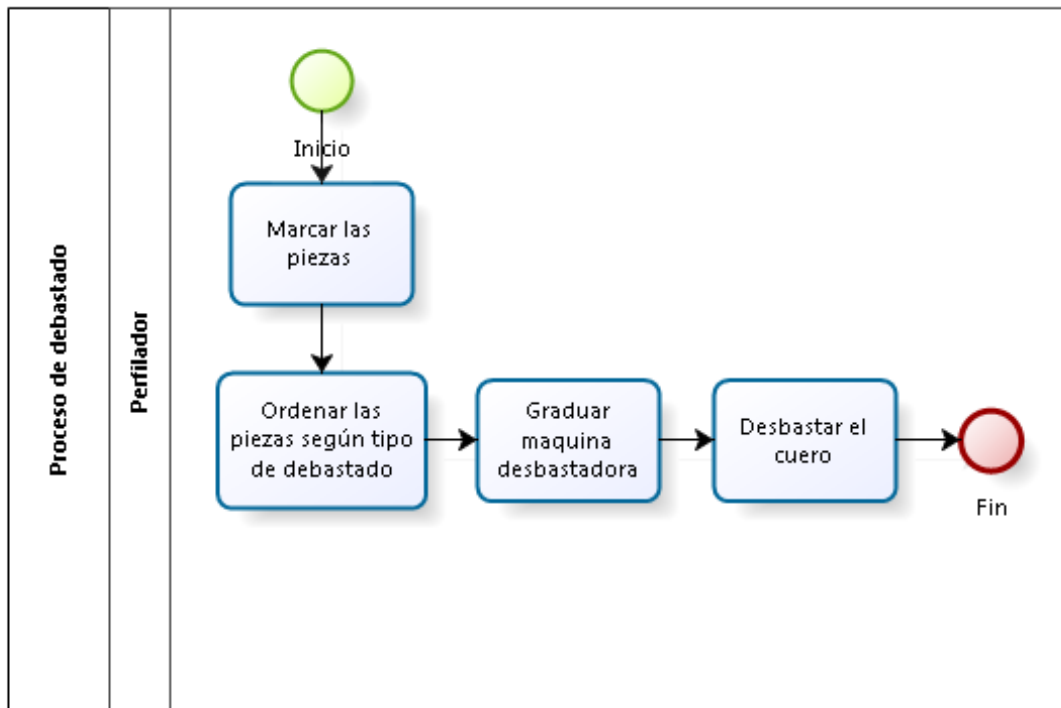 Proceso de debastado
Perfilador
Inicio
Marcar las
piezas
Ordenar las
piezas según tipo
de debastado
Graduar
maquina
desbastadora
Desbastar el
cuero
Fin